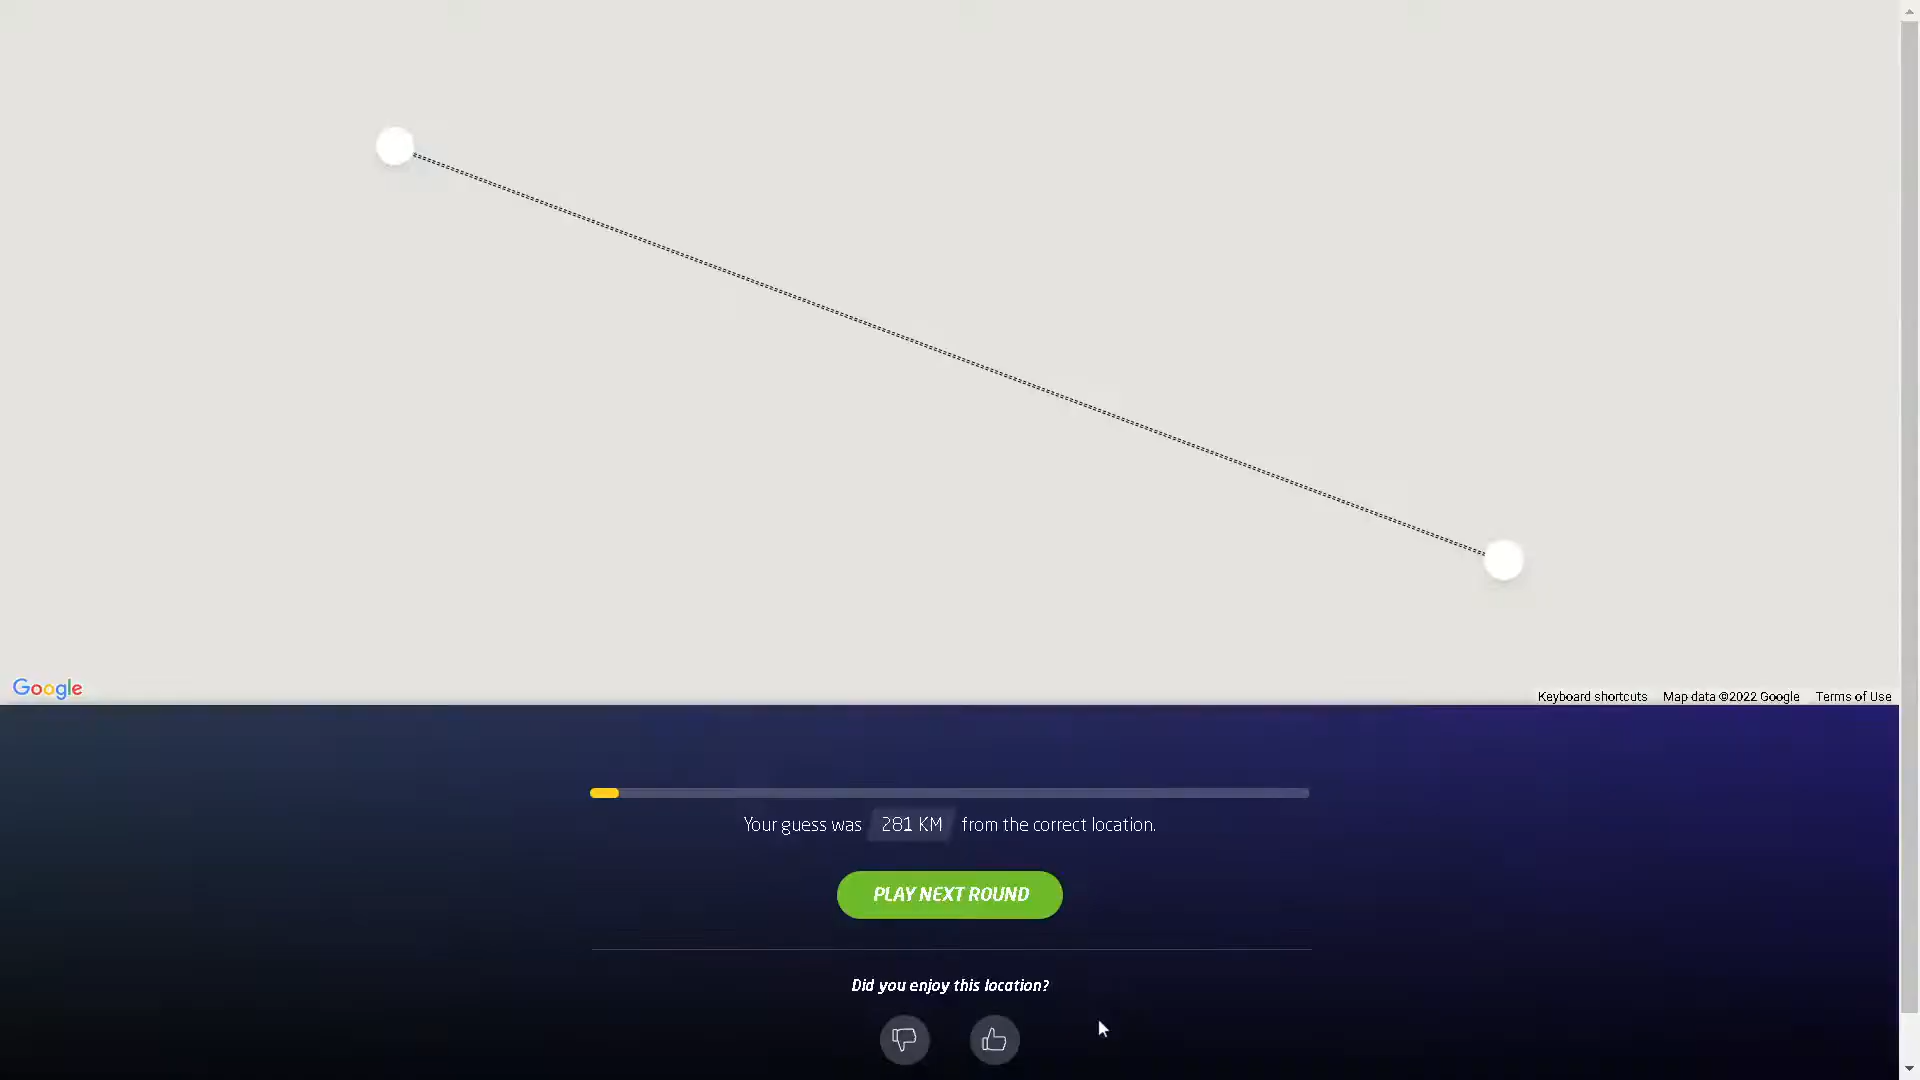 Google
Keyboard shortcuts Map data ©2022 Google Terms of Use
Your guess was 281 KM from the correct location.
PLAY NEXT ROUND
Did you enjoy this location?